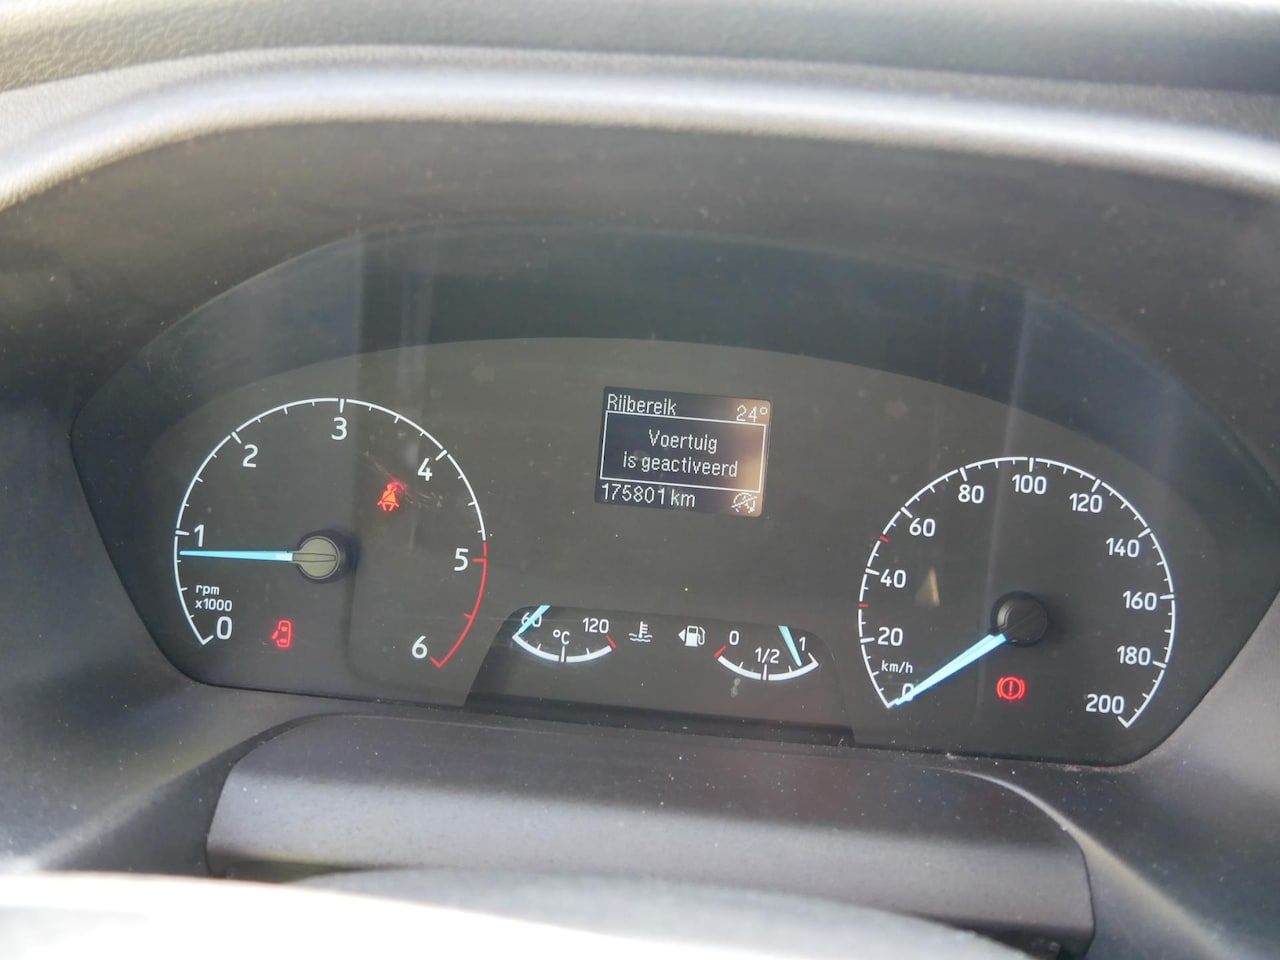 Rijbereik 24°
Voertuig
is geactiveerd
175801 km
0 1 2 3 4 5 6
rpm
x1000
60 °C 120
0 1/2 1
0 20 40 60 80 100 120 140 160 180 200
km/h